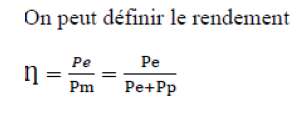 On peut définir le rendement
η = Pe/Pm = Pe/(Pe+Pp)